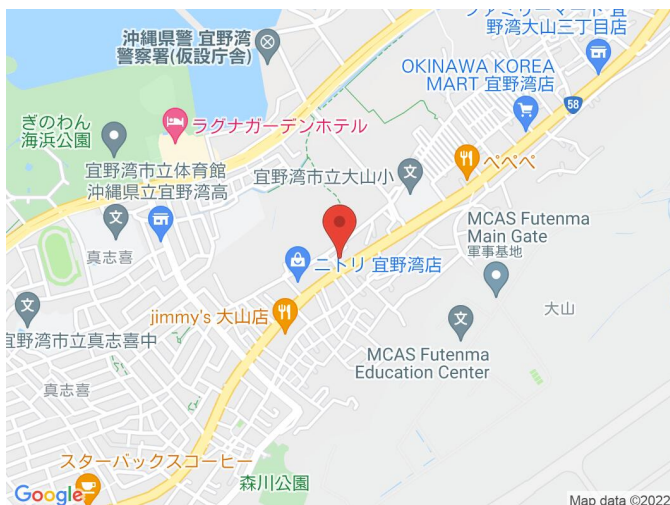 ファミリーマート 宜
野湾大山三丁目店
沖縄県警 宜野湾
警察署(仮設庁舎)
OKINAWA KOREA
MART 宜野湾店
58
ぎのわん
海浜公園
ラグナガーデンホテル
ぺぺぺ
宜野湾市立体育館
宜野湾市立大山小
沖縄県立宜野湾高
MCAS Futenma
Main Gate
軍事基地
真志喜
ニトリ 宜野湾店
大山
jimmy's 大山店
宜野湾市立真志喜中
MCAS Futenma
Education Center
真志喜
スターバックスコーヒー
森川公園
Google
Map data ©2022